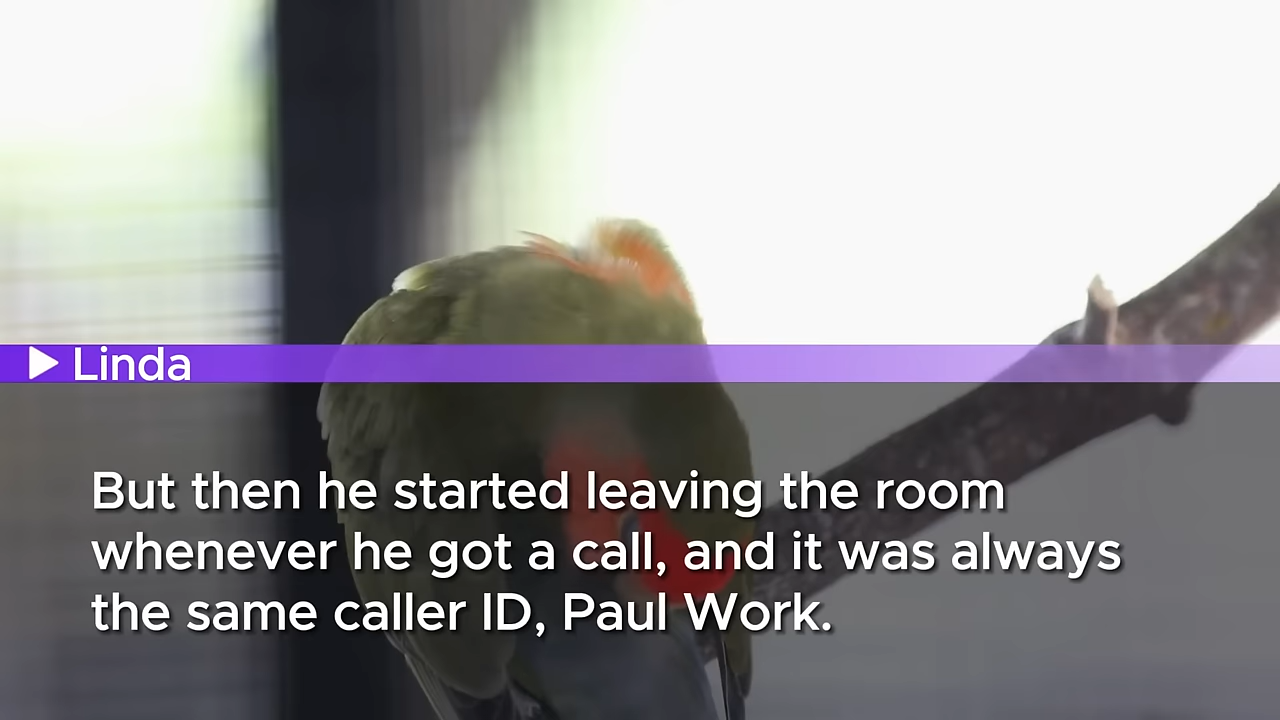 Linda
But then he started leaving the room
whenever he got a call, and it was always
the same caller ID, Paul Work.